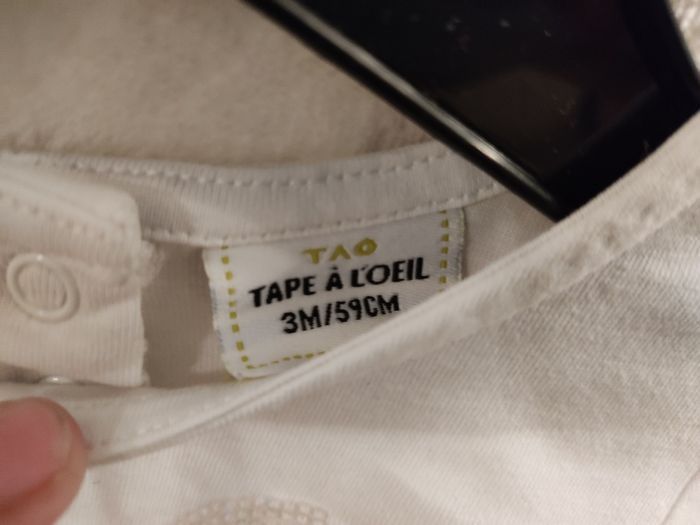 TAO
TAPE À L'OEIL
3M/59CM